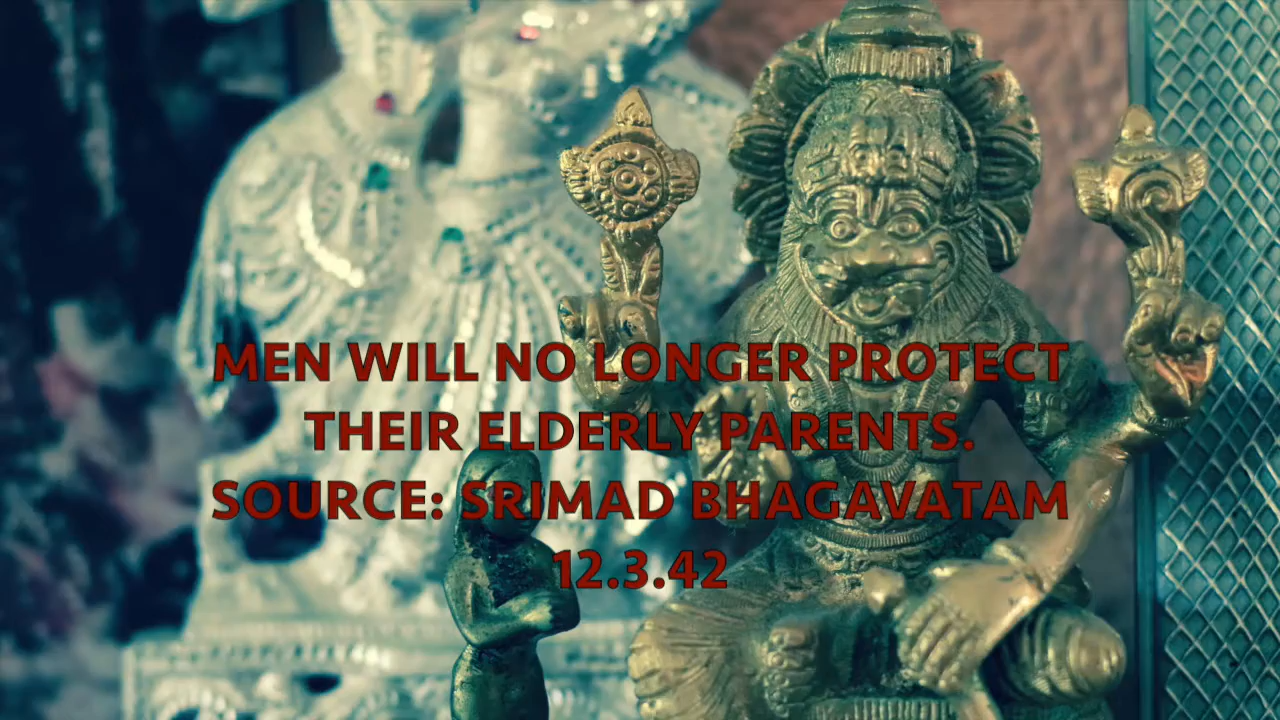 MEN WILL NO LONGER PROTECT
THEIR ELDERLY PARENTS.
SOURCE: SRIMAD BHAGAVATAM
12.3.42